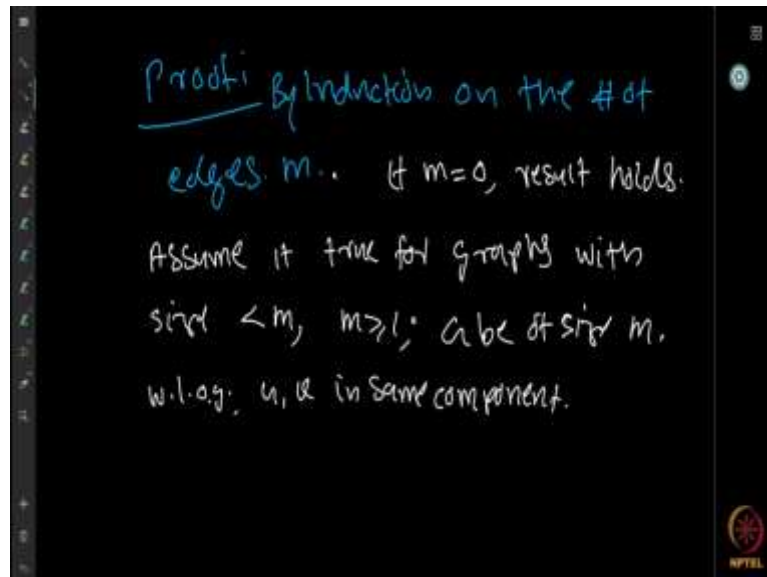 Proof: By Induction on the # of
edges m. . If m=0, result holds.
Assume it true for graphs with
size <m, m≥1; G be of size m.
w.l.o.g. u, v in same component.
NPTEL